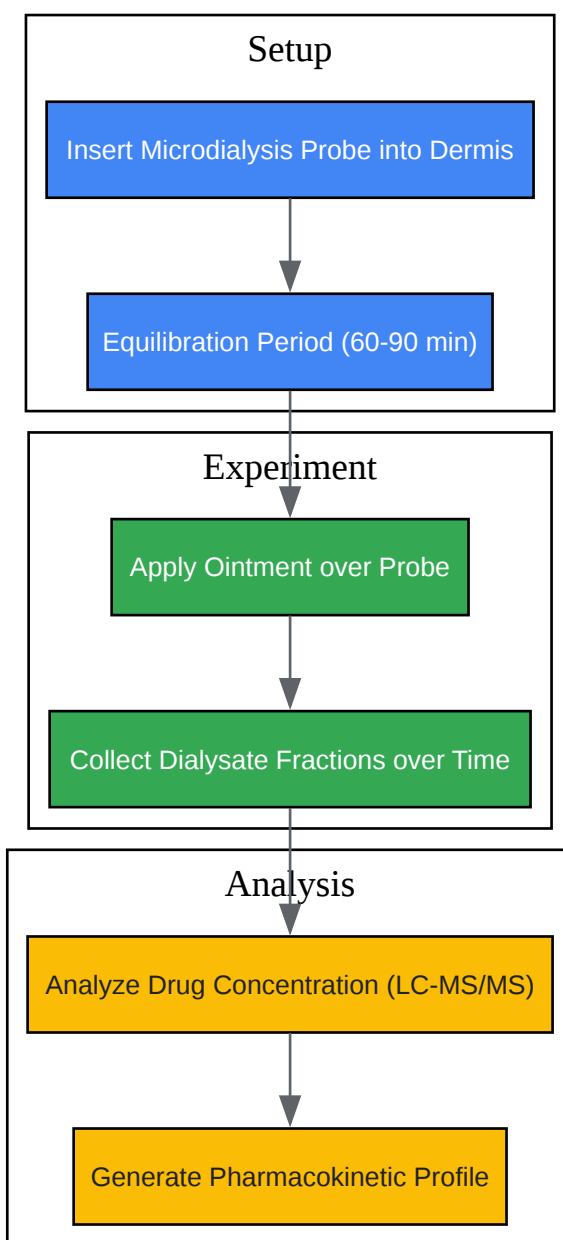 Setup
Insert Microdialysis Probe into Dermis
Equilibration Period (60-90 min)
Experiment
Apply Ointment over Probe
Collect Dialysate Fractions over Time
Analysis
Analyze Drug Concentration (LC-MS/MS)
Generate Pharmacokinetic Profile